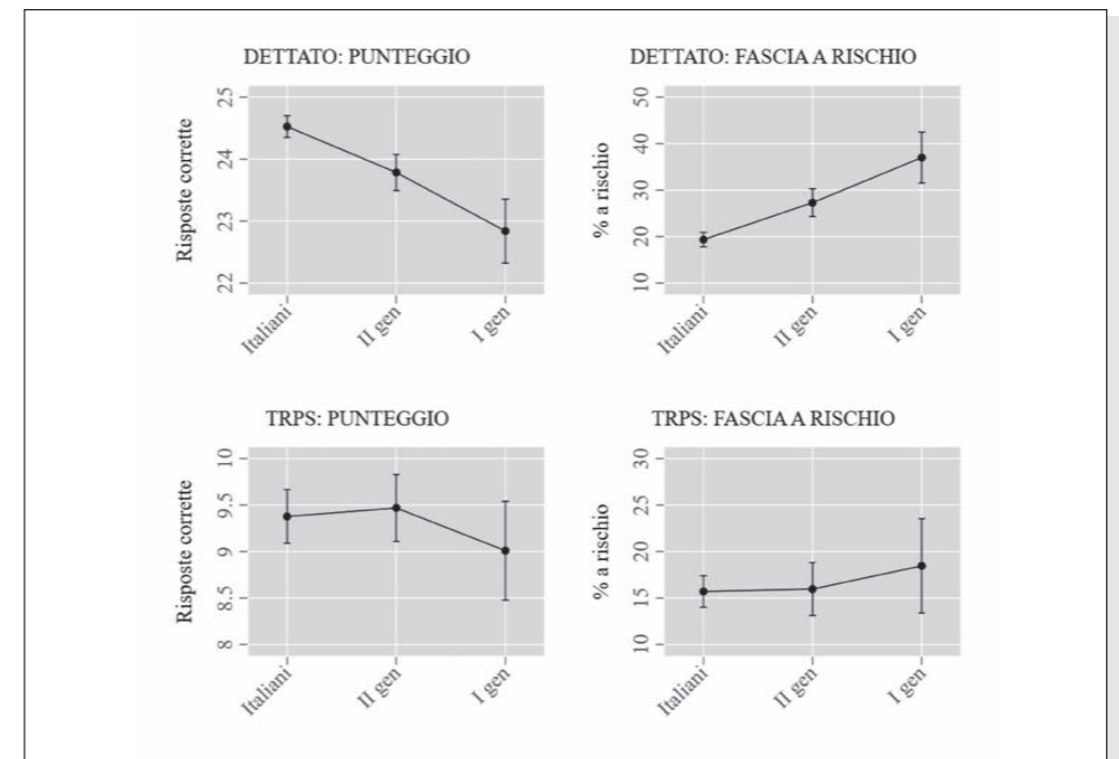 DETTATO: PUNTEGGIO
Risposte corrette
25
24
23
22
Italiani
II gen
I gen
DETTATO: FASCIA A RISCHIO
% a rischio
50
40
30
20
10
Italiani
II gen
I gen
TRPS: PUNTEGGIO
Risposte corrette
10
9.5
9
8.5
8
Italiani
II gen
I gen
TRPS: FASCIA A RISCHIO
% a rischio
30
25
20
15
10
Italiani
II gen
I gen